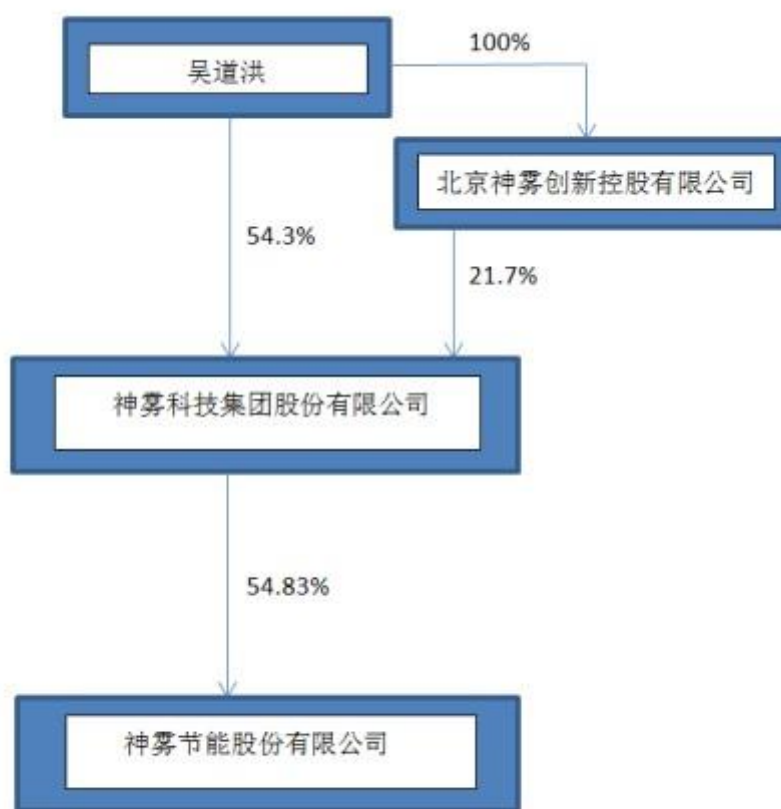 吴道洪
100%
北京神雾创新控股有限公司
54.3%
21.7%
神雾科技集团股份有限公司
54.83%
神雾节能股份有限公司